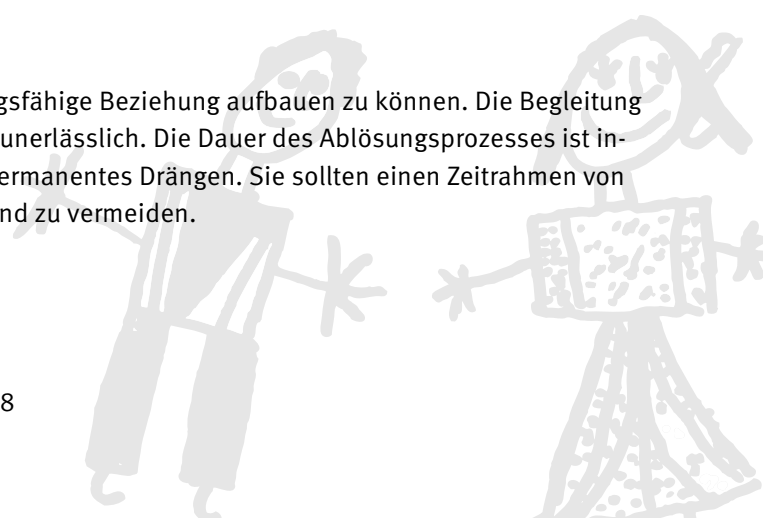 gsfähige Beziehung aufbauen zu können. Die Begleitung
unerlässlich. Die Dauer des Ablösungsprozesses ist in-
ermanentes Drängen. Sie sollten einen Zeitrahmen von
nd zu vermeiden.
8